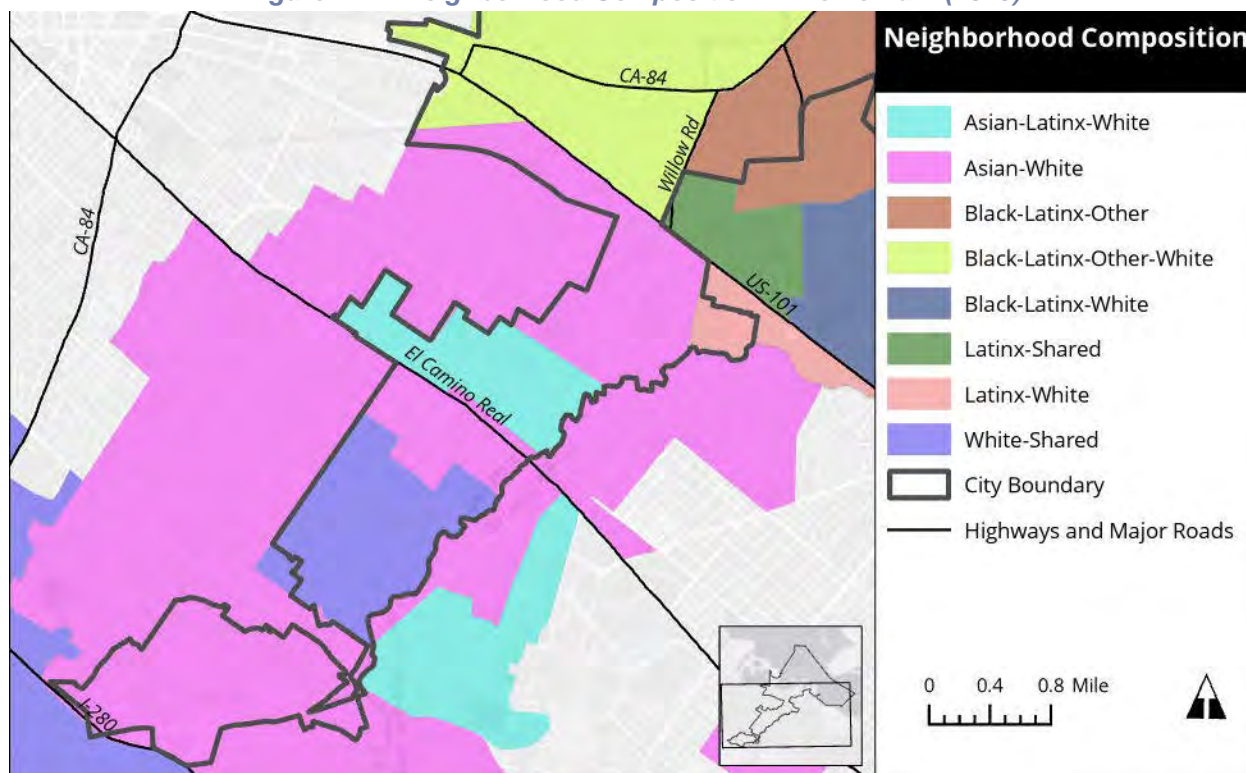 Neighborhood Composition
Asian-Latinx-White
Asian-White
Black-Latinx-Other
Black-Latinx-Other-White
Black-Latinx-White
Latinx-Shared
Latinx-White
White-Shared
City Boundary
Highways and Major Roads
0 0.4 0.8 Mile
CA-84
Willow Rd
CA-84
US-101
El Camino Real
I-280